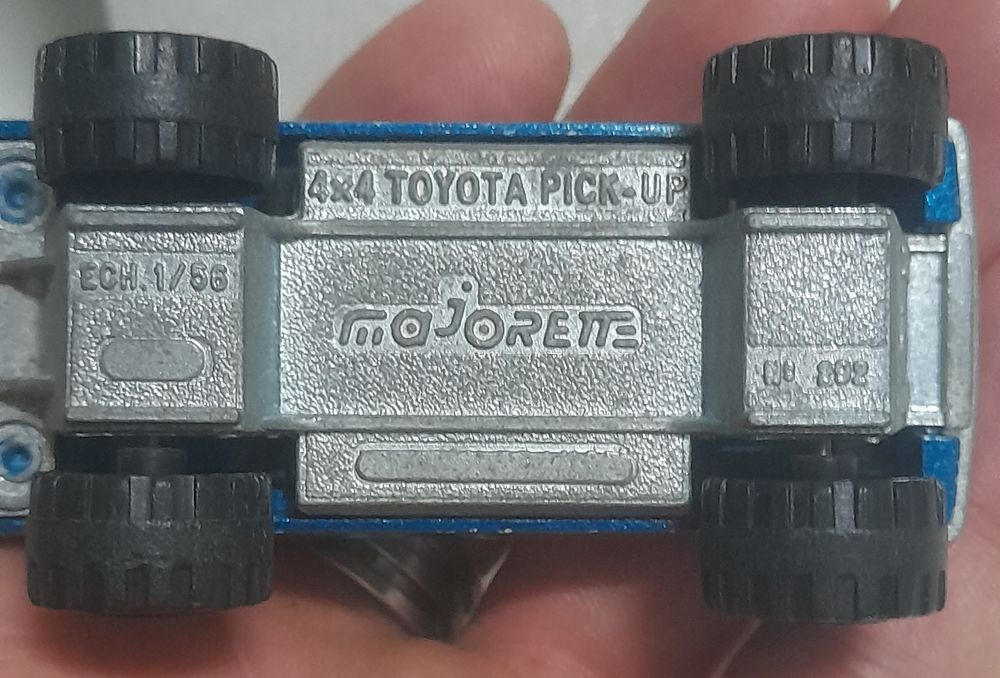 4x4 TOYOTA PICK-UP
ECH. 1/56
majorette
No 292